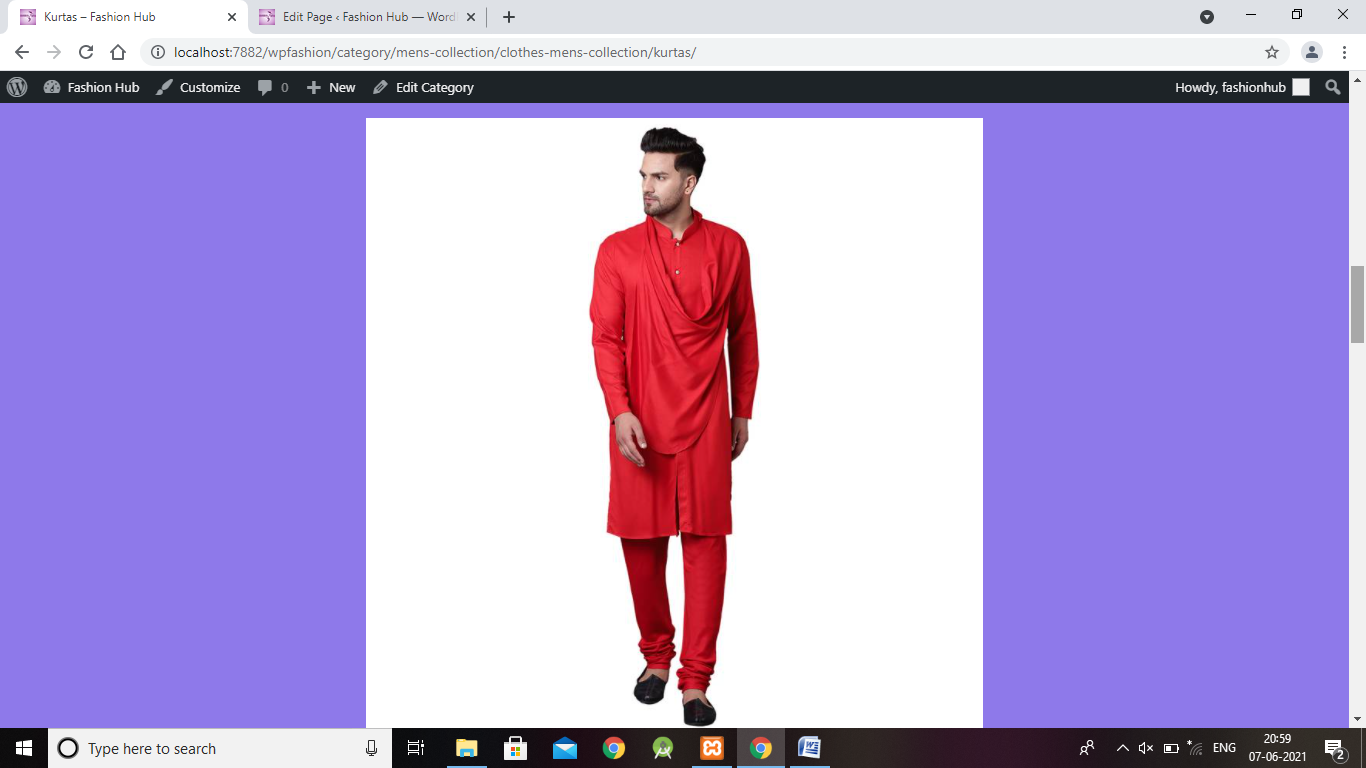 Kurtas – Fashion Hub
Edit Page ‹ Fashion Hub — Word
localhost:7882/wpfashion/category/mens-collection/clothes-mens-collection/kurtas/
Fashion Hub Customize 0 New Edit Category Howdy, fashionhub
Type here to search ENG 20:59
07-06-2021 2